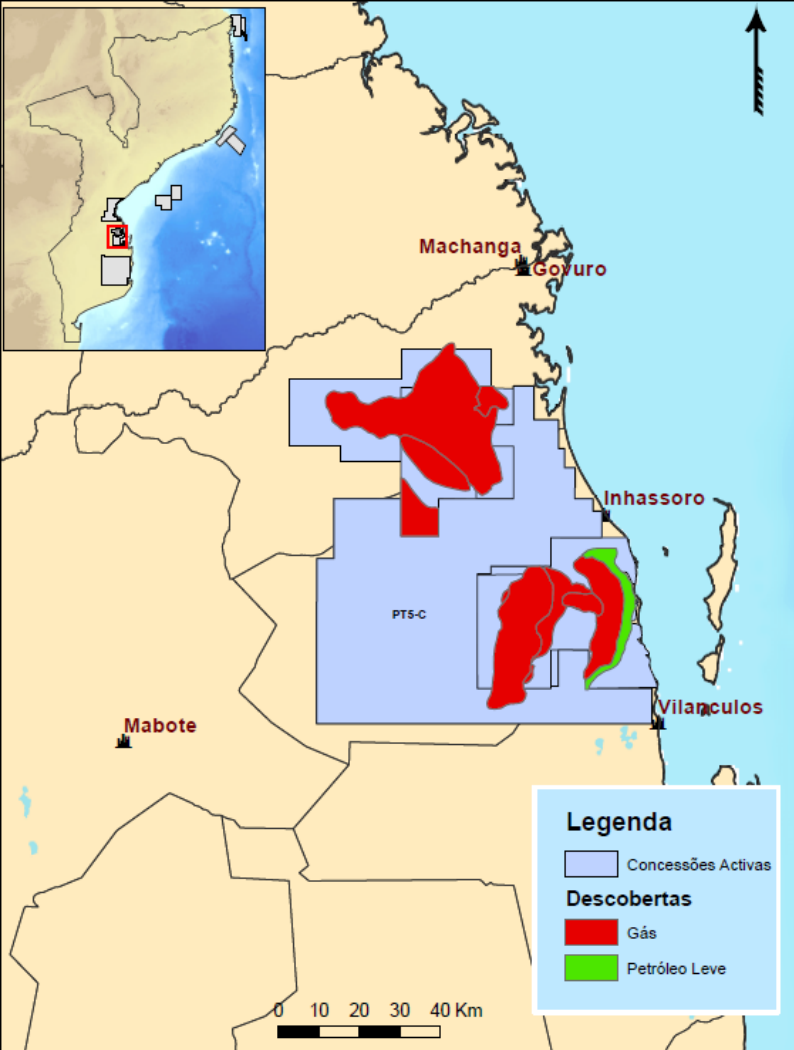 Machanga
Govuro
Inhassoro
PT5-C
Vilanculos
Mabote
Legenda
Concessões Activas
Descobertas
Gás
Petróleo Leve
0 10 20 30 40 Km